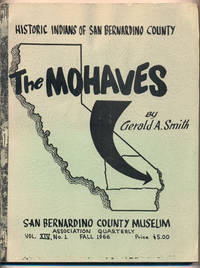 HISTORIC INDIANS OF SAN BERNARDINO COUNTY
The MOHAVES
BY
Gerald A. Smith
SAN BERNARDINO COUNTY MUSEUM
ASSOCIATION QUARTERLY
VOL. XIV, No. 1 FALL 1966 Price $5.00